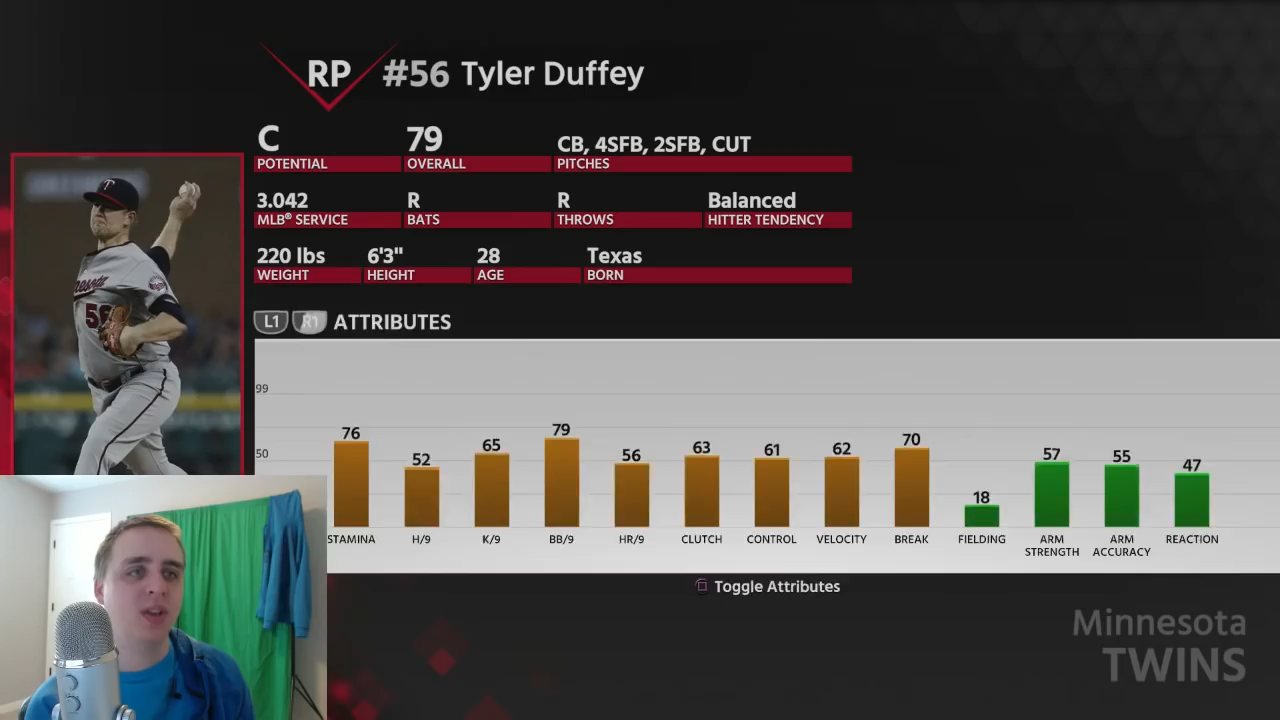 RP #56 Tyler Duffey
C 79 CB, 4SFB, 2SFB, CUT
POTENTIAL OVERALL PITCHES
3.042 R R Balanced
MLB® SERVICE BATS THROWS HITTER TENDENCY
220 lbs 6'3" 28 Texas
WEIGHT HEIGHT AGE BORN
L1 R1 ATTRIBUTES
99
50
76 52 65 79 56 63 61 62 70 18 57 55 47
STAMINA H/9 K/9 BB/9 HR/9 CLUTCH CONTROL VELOCITY BREAK FIELDING ARM STRENGTH ARM ACCURACY REACTION
Toggle Attributes
Minnesota
TWINS
T
56